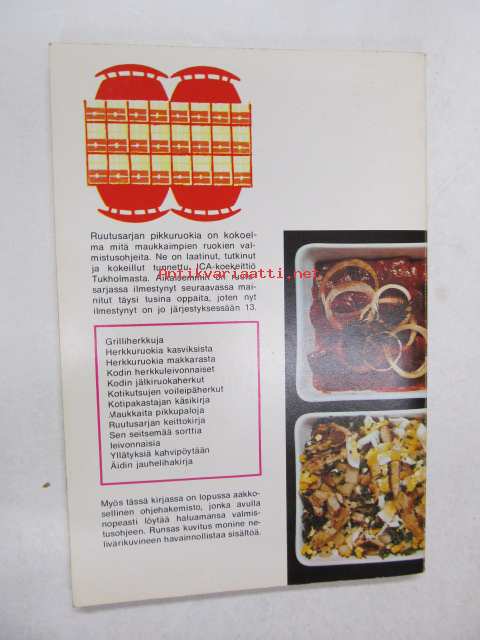 Ruutusarjan pikkuruokia on kokoel-
ma mitä maukkaimpien ruokien val-
mistusohjeita. Ne on laatinut, tutkinut
ja kokeillut tunnettu ICA-koekeittiö
Tukholmasta. Aikaisemmin on ruutu-
sarjassa ilmestynyt seuraavassa mai-
nitut täysi tusina oppaita, joten nyt
ilmestynyt on jo järjestyksessään 13.
Antikvariaatti.net
Grilliherkkuja
Herkkuruokia kasviksista
Herkkuruokia makkarasta
Kodin herkkuleivonnaiset
Kodin jälkiruokaherkut
Kotikutsujen voileipäherkut
Kotipakastajan käsikirja
Maukkaita pikkupaloja
Ruutusarjan keittokirja
Sen seitsemää sorttia
leivonnaisia
Yllätyksiä kahvipöytään
Äidin jauhelihakirja
Myös tässä kirjassa on lopussa aakko-
sellinen ohjehakemisto, jonka avulla
nopeasti löytää haluamansa valmis-
tusohjeen. Runsas kuvitus monine ne-
livärikuvineen havainnollistaa sisältöä.